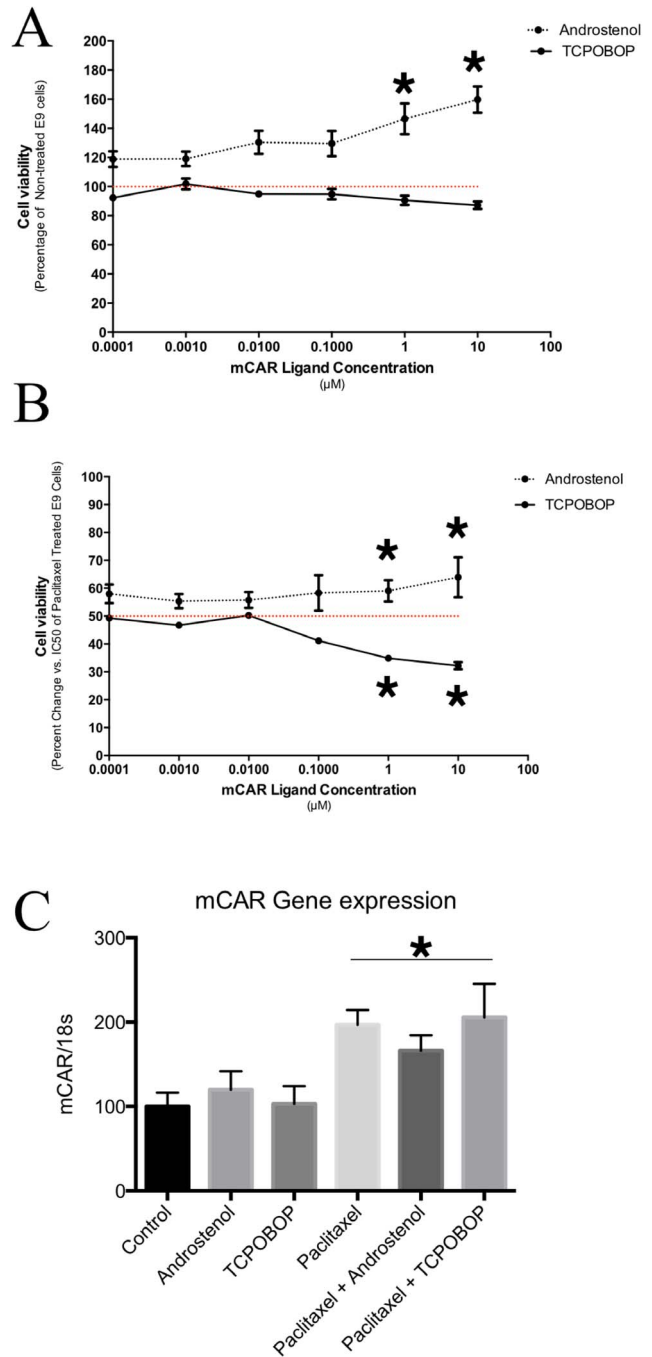 A
Androstenol
TCPOBOP
200
180
160
140
120
100
80
60
40
20
0
Cell viability
(Percentage of Non-treated E9 cells)
*
*
0.0001 0.0010 0.0100 0.1000 1 10 100
mCAR Ligand Concentration
(µM)
B
Androstenol
TCPOBOP
100
90
80
70
60
50
40
30
20
10
0
Cell viability
(Percent Change vs. IC50 of Paclitaxel Treated E9 Cells)
*
*
*
*
0.0001 0.0010 0.0100 0.1000 1 10 100
mCAR Ligand Concentration
(µM)
C
mCAR Gene expression
300
200
100
0
mCAR/18s
*
Control
Androstenol
TCPOBOP
Paclitaxel
Paclitaxel + Androstenol
Paclitaxel + TCPOBOP